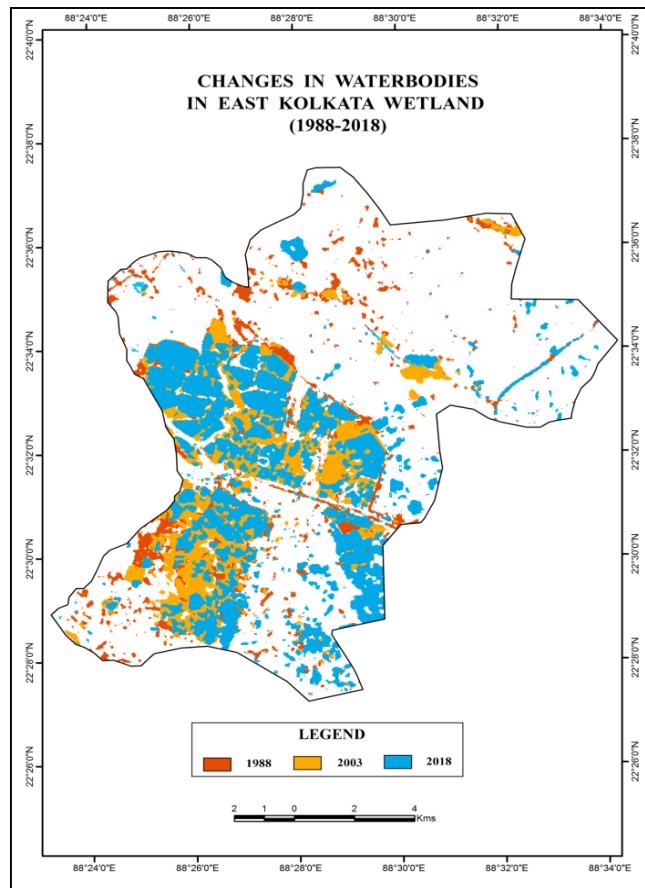 88°24'0"E 88°26'0"E 88°28'0"E 88°30'0"E 88°32'0"E 88°34'0"E
22°40'0"N 22°40'0"N
CHANGES IN WATERBODIES
IN EAST KOLKATA WETLAND
(1988-2018)
22°38'0"N 22°38'0"N
22°36'0"N 22°36'0"N
22°34'0"N 22°34'0"N
22°32'0"N 22°32'0"N
22°30'0"N 22°30'0"N
22°28'0"N 22°28'0"N
LEGEND
1988 2003 2018
22°26'0"N 22°26'0"N
2 1 0 2 4
Kms
88°24'0"E 88°26'0"E 88°28'0"E 88°30'0"E 88°32'0"E 88°34'0"E